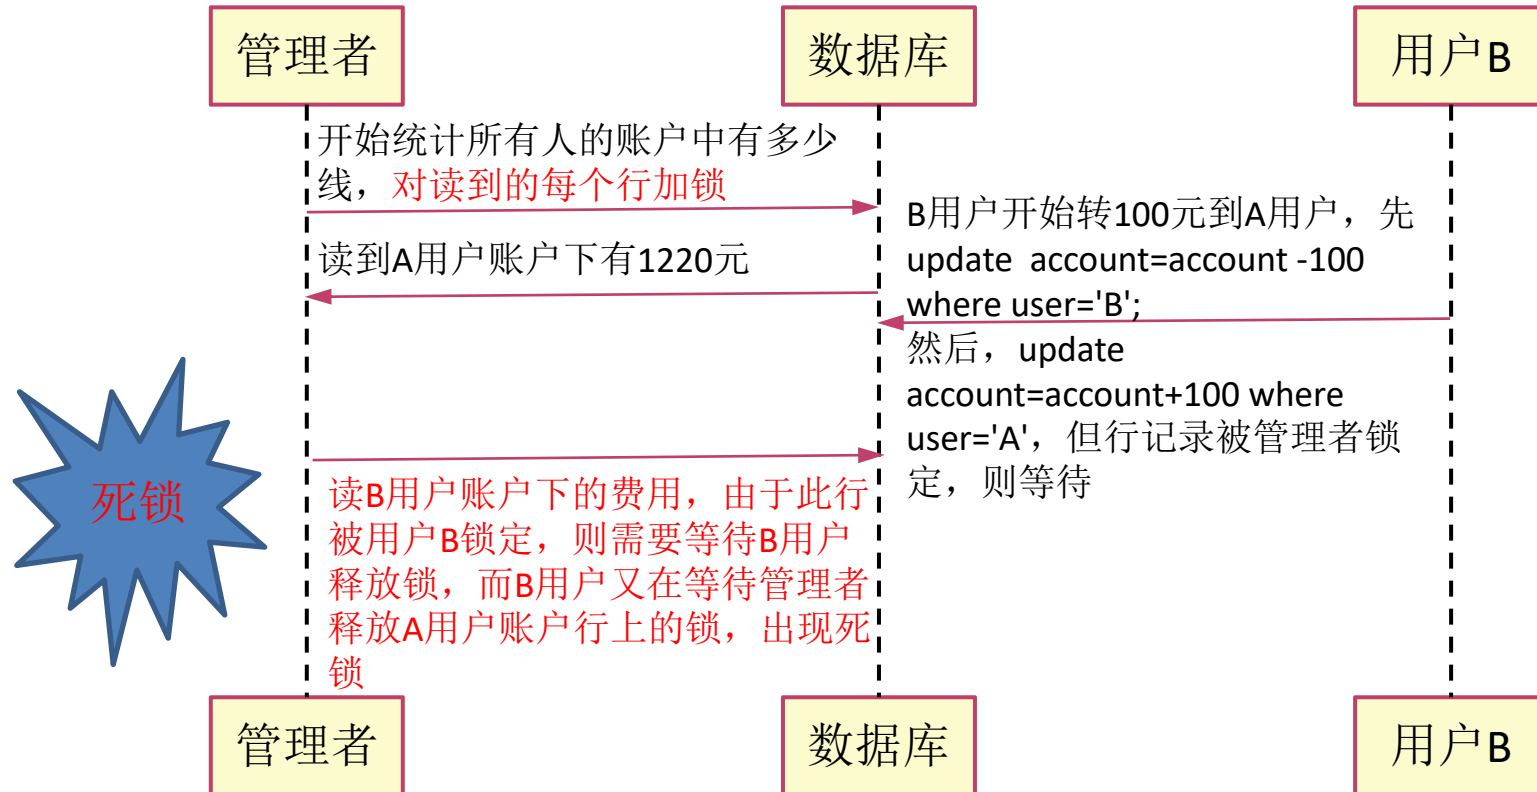 管理者
数据库
用户B
开始统计所有人的账户中有多少
线，对读到的每个行加锁
读到A用户账户下有1220元
B用户开始转100元到A用户，先
update  account=account -100
where user='B';
然后，update
account=account+100 where
user='A'，但行记录被管理者锁
定，则等待
死锁
读B用户账户下的费用，由于此行
被用户B锁定，则需要等待B用户
释放锁，而B用户又在等待管理者
释放A用户账户行上的锁，出现死
锁
管理者
数据库
用户B